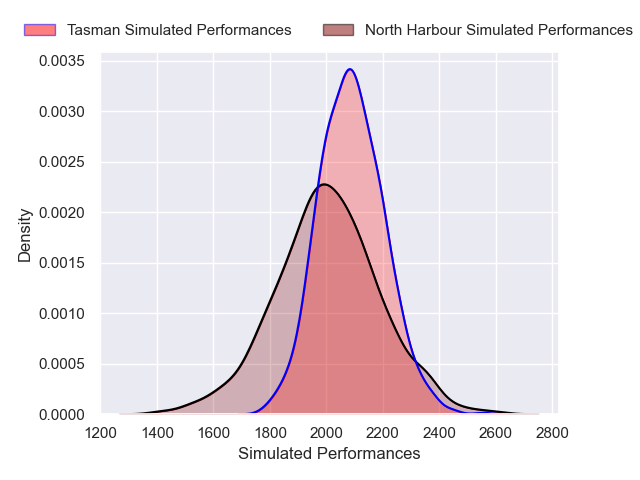 Tasman Simulated Performances North Harbour Simulated Performances
0.0035
0.0030
0.0025
0.0020
0.0015
0.0010
0.0005
0.0000
Density
1200 1400 1600 1800 2000 2200 2400 2600 2800
Simulated Performances